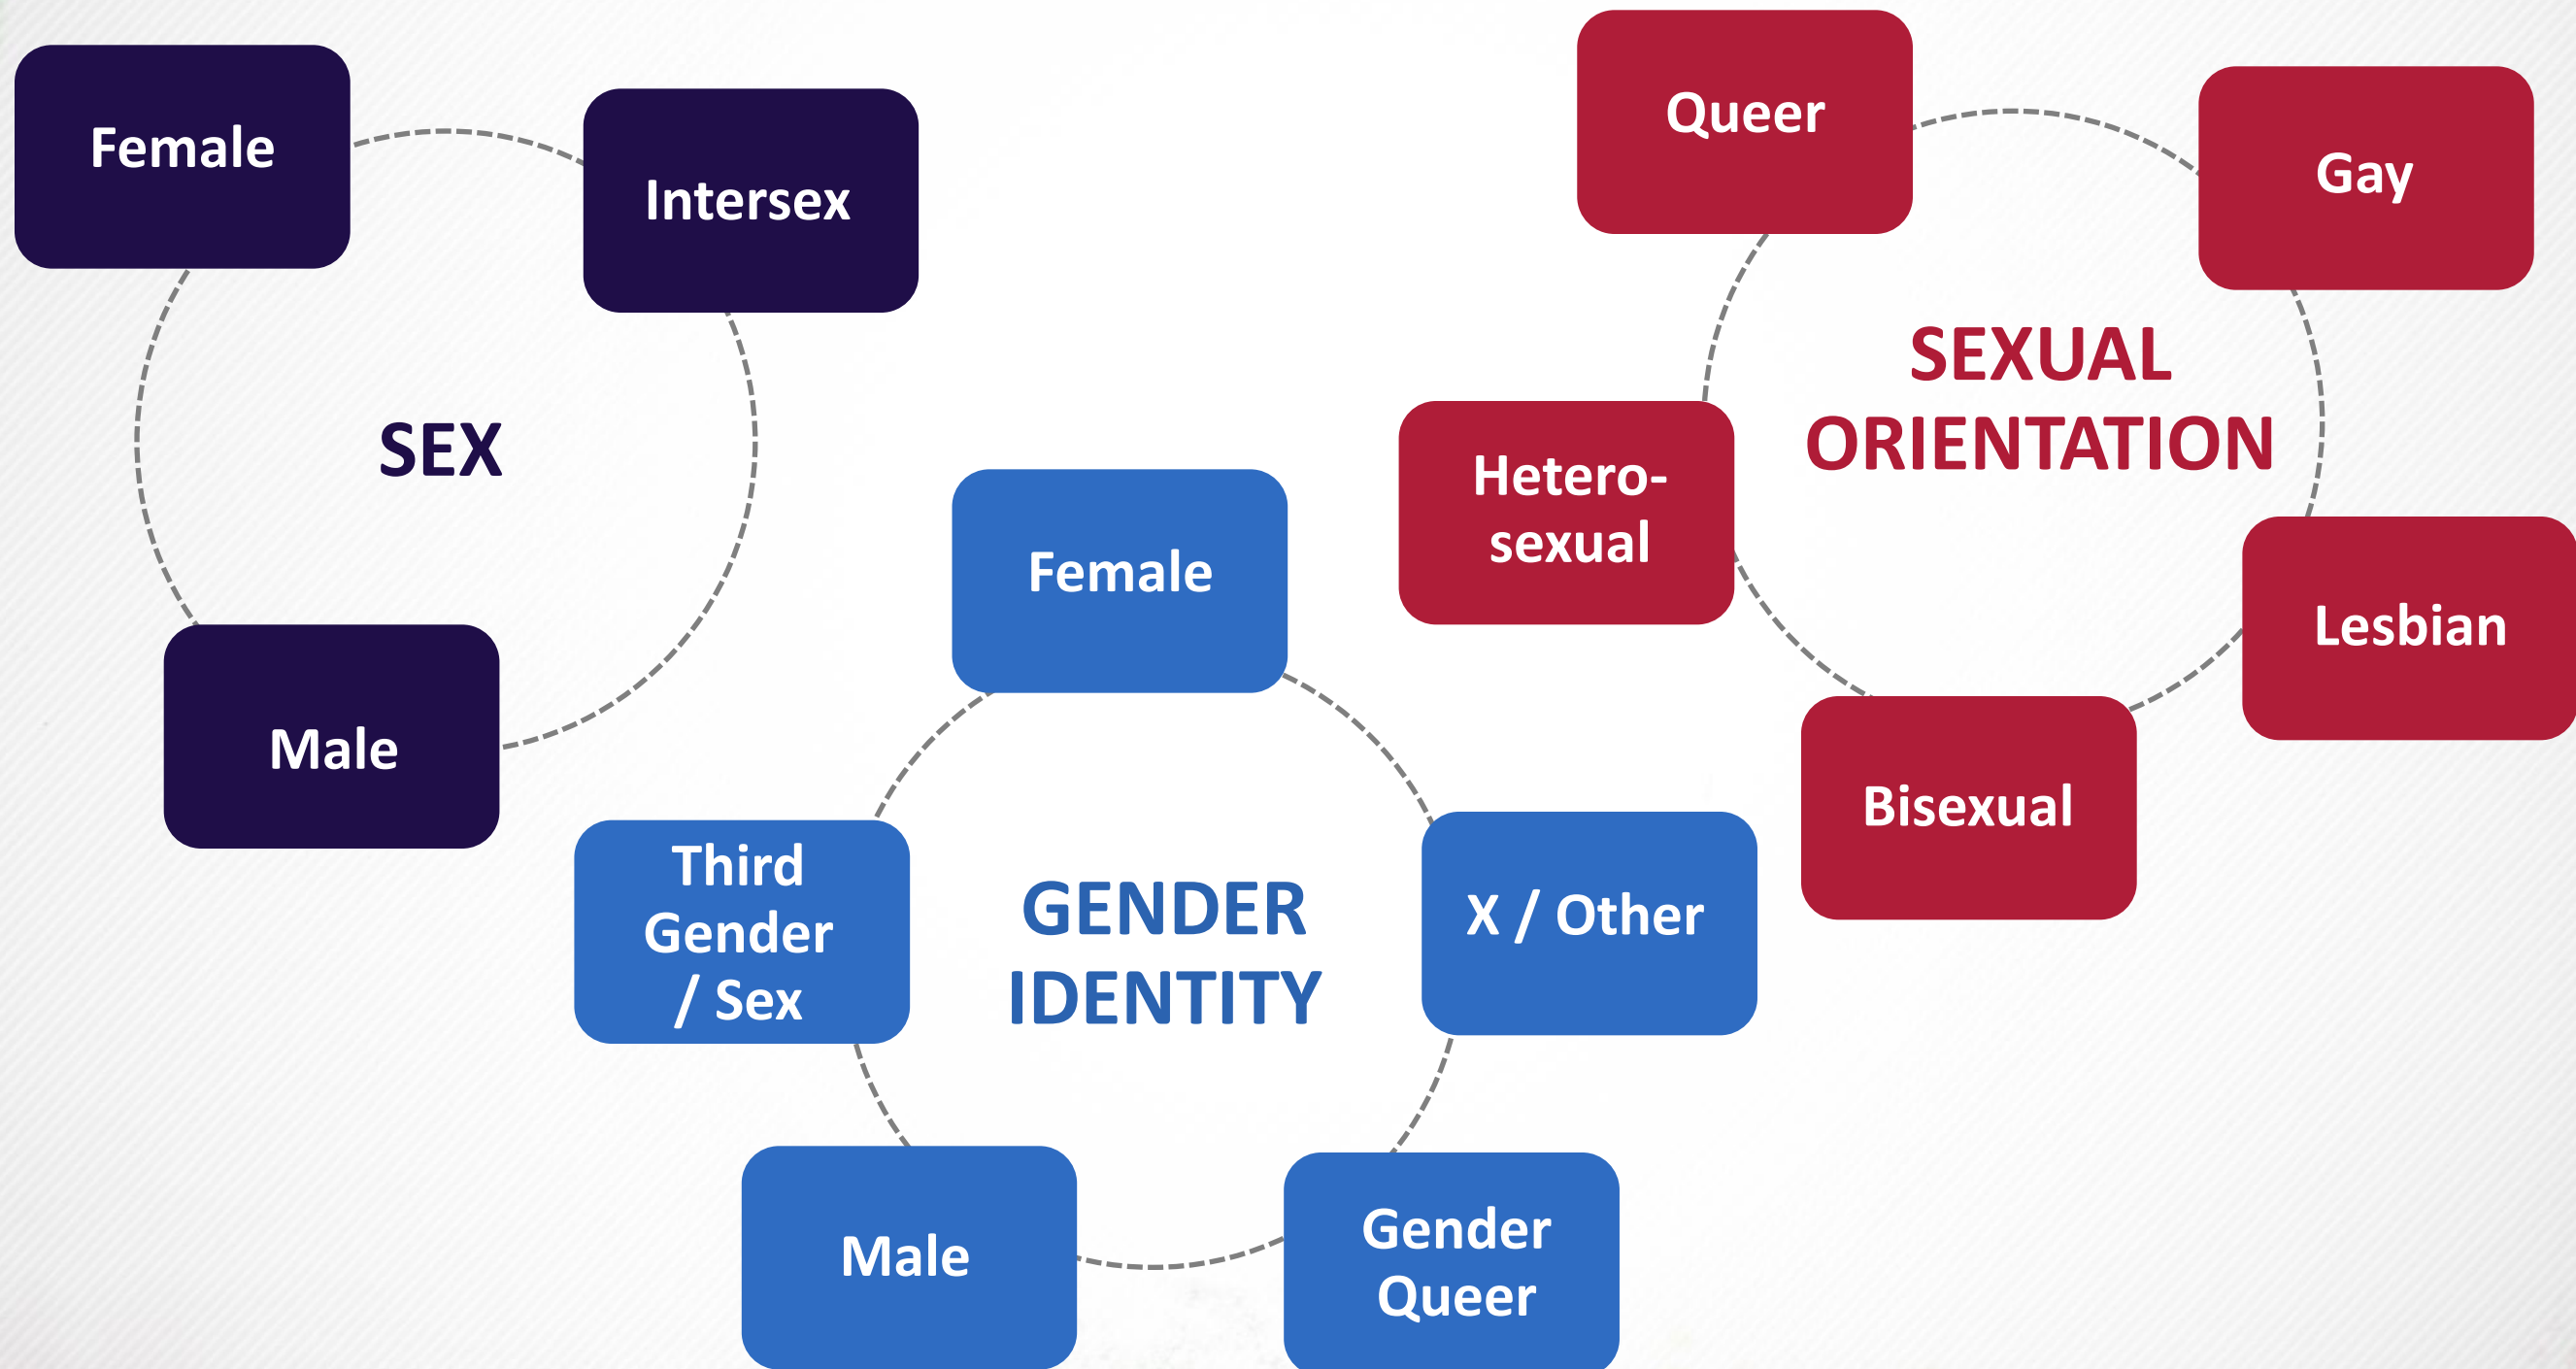 Female
Intersex
SEX
Male
Queer
Gay
SEXUAL
ORIENTATION
Hetero-
sexual
Lesbian
Bisexual
Female
Third
Gender
/ Sex
GENDER
IDENTITY
X / Other
Male
Gender
Queer